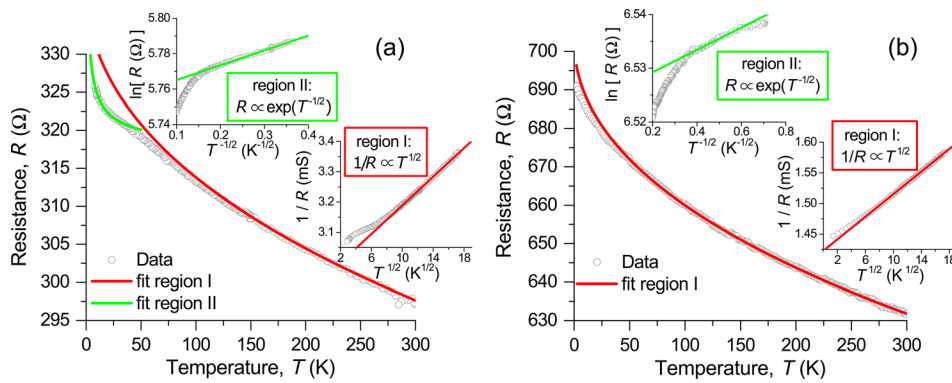 (a)
Resistance, R (Ω)
330
325
320
315
310
305
300
295
0 50 100 150 200 250 300
Temperature, T (K)
Data
fit region I
fit region II
ln[ R (Ω) ]
5.80
5.78
5.76
5.74
0.1 0.2 0.3 0.4
T^-1/2 (K^-1/2)
region II:
R ∝ exp(T^-1/2)
1 / R (mS)
3.4
3.3
3.2
3.1
2 4 6 8 10 12 14 16 18
T^1/2 (K^1/2)
region I:
1/R ∝ T^1/2
(b)
Resistance, R (Ω)
700
690
680
670
660
650
640
630
0 50 100 150 200 250 300
Temperature, T (K)
Data
fit region I
ln[ R (Ω) ]
6.54
6.53
6.52
0.2 0.3 0.4 0.5 0.6 0.8
T^-1/2 (K^-1/2)
region II:
R ∝ exp(T^-1/2)
1 / R (mS)
1.60
1.55
1.50
1.45
2 6 10 14 18
T^1/2 (K^1/2)
region I:
1/R ∝ T^1/2